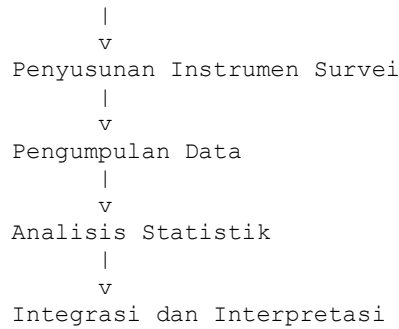 |
v
Penyusunan Instrumen Survei
|
v
Pengumpulan Data
|
v
Analisis Statistik
|
v
Integrasi dan Interpretasi